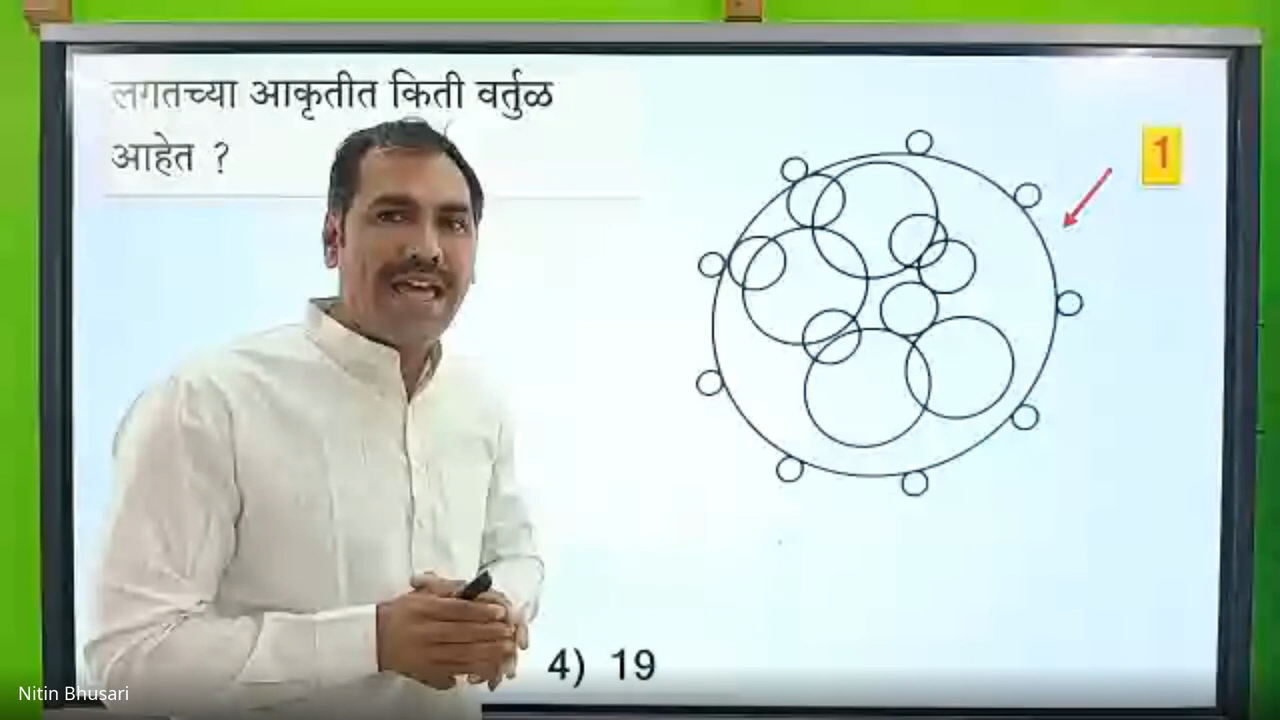 लगतच्या आकृतीत किती वर्तुळ
आहेत ?
1
4) 19
Nitin Bhusari